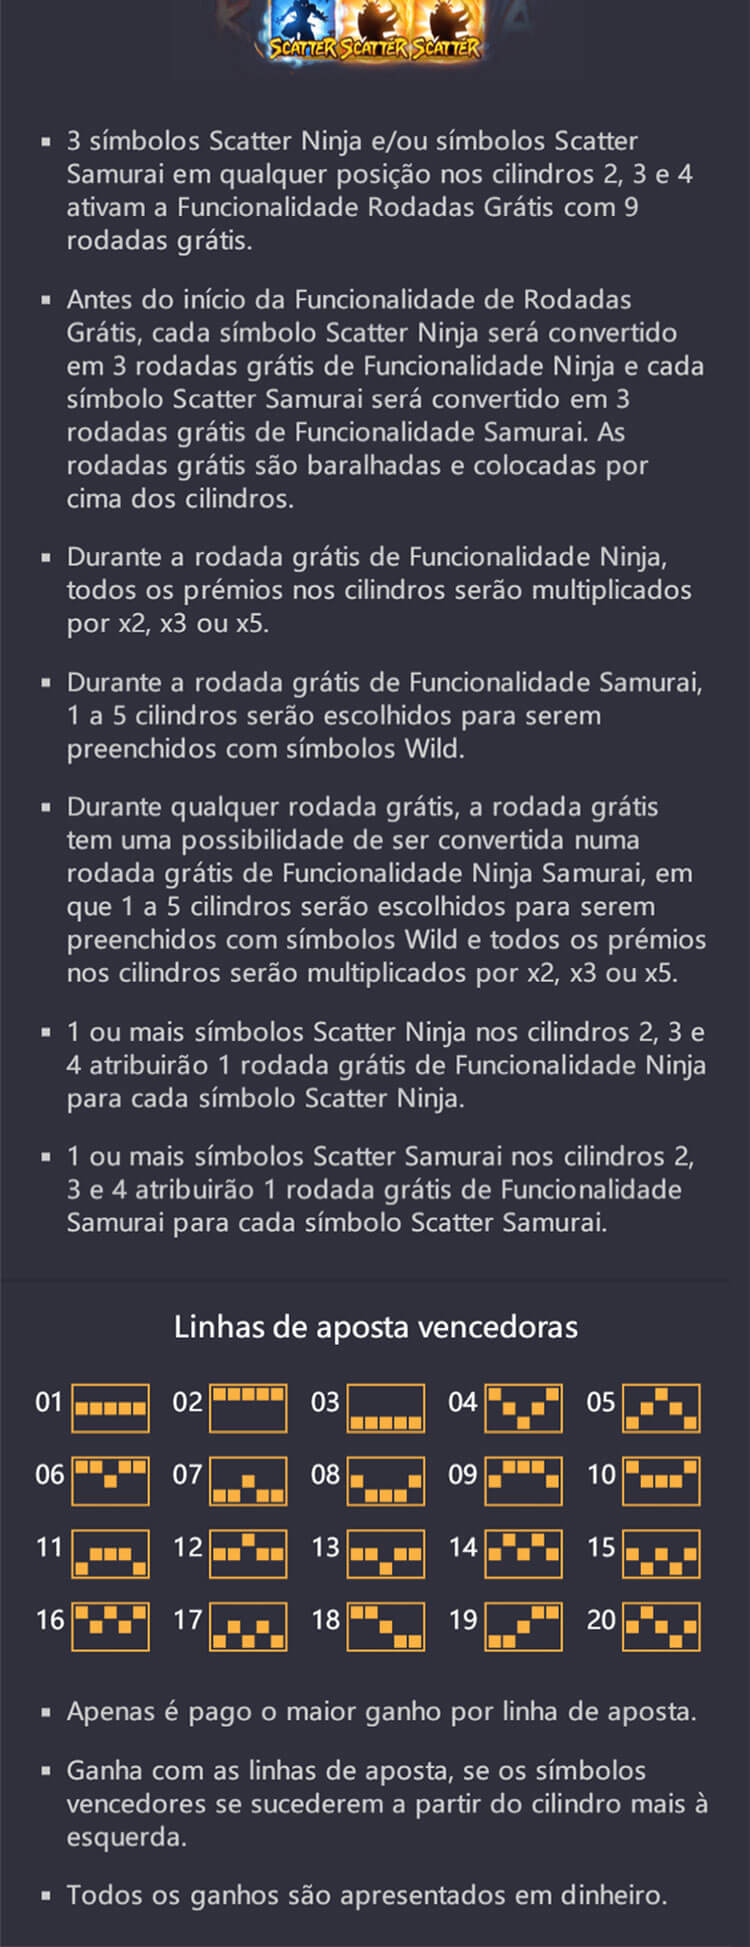 SCATTER SCATTER SCATTER
▪ 3 símbolos Scatter Ninja e/ou símbolos Scatter
Samurai em qualquer posição nos cilindros 2, 3 e 4
ativam a Funcionalidade Rodadas Grátis com 9
rodadas grátis.
▪ Antes do início da Funcionalidade de Rodadas
Grátis, cada símbolo Scatter Ninja será convertido
em 3 rodadas grátis de Funcionalidade Ninja e cada
símbolo Scatter Samurai será convertido em 3
rodadas grátis de Funcionalidade Samurai. As
rodadas grátis são baralhadas e colocadas por
cima dos cilindros.
▪ Durante a rodada grátis de Funcionalidade Ninja,
todos os prémios nos cilindros serão multiplicados
por x2, x3 ou x5.
▪ Durante a rodada grátis de Funcionalidade Samurai,
1 a 5 cilindros serão escolhidos para serem
preenchidos com símbolos Wild.
▪ Durante qualquer rodada grátis, a rodada grátis
tem uma possibilidade de ser convertida numa
rodada grátis de Funcionalidade Ninja Samurai, em
que 1 a 5 cilindros serão escolhidos para serem
preenchidos com símbolos Wild e todos os prémios
nos cilindros serão multiplicados por x2, x3 ou x5.
▪ 1 ou mais símbolos Scatter Ninja nos cilindros 2, 3 e
4 atribuirão 1 rodada grátis de Funcionalidade Ninja
para cada símbolo Scatter Ninja.
▪ 1 ou mais símbolos Scatter Samurai nos cilindros 2,
3 e 4 atribuirão 1 rodada grátis de Funcionalidade
Samurai para cada símbolo Scatter Samurai.
Linhas de aposta vencedoras
01 02 03 04 05
06 07 08 09 10
11 12 13 14 15
16 17 18 19 20
▪ Apenas é pago o maior ganho por linha de aposta.
▪ Ganha com as linhas de aposta, se os símbolos
vencedores se sucederem a partir do cilindro mais à
esquerda.
▪ Todos os ganhos são apresentados em dinheiro.